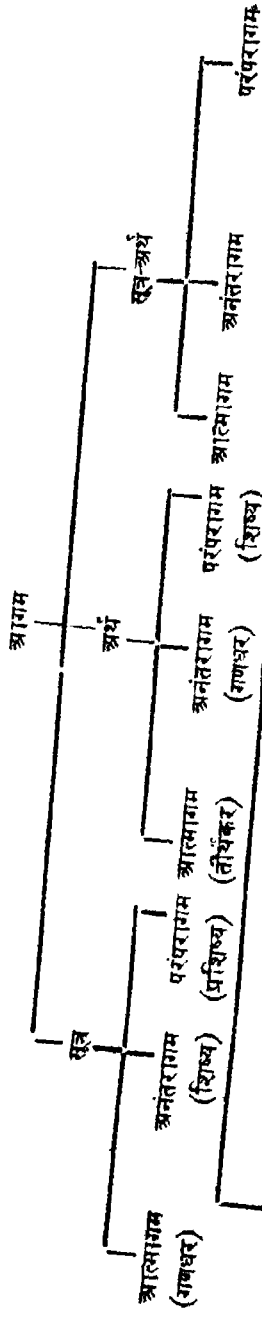 आगम
सूत्र
अर्थ
सूत्र-अर्थ
आत्मागम
(गणधर)
अनंतरागम
(शिष्य)
परंपरागम
(प्रशिष्य)
आत्मागम
(तीर्थंकर)
अनंतरागम
(गणधर)
परंपरागम
(शिष्य)
आत्मागम
अनंतरागम
परंपरागम